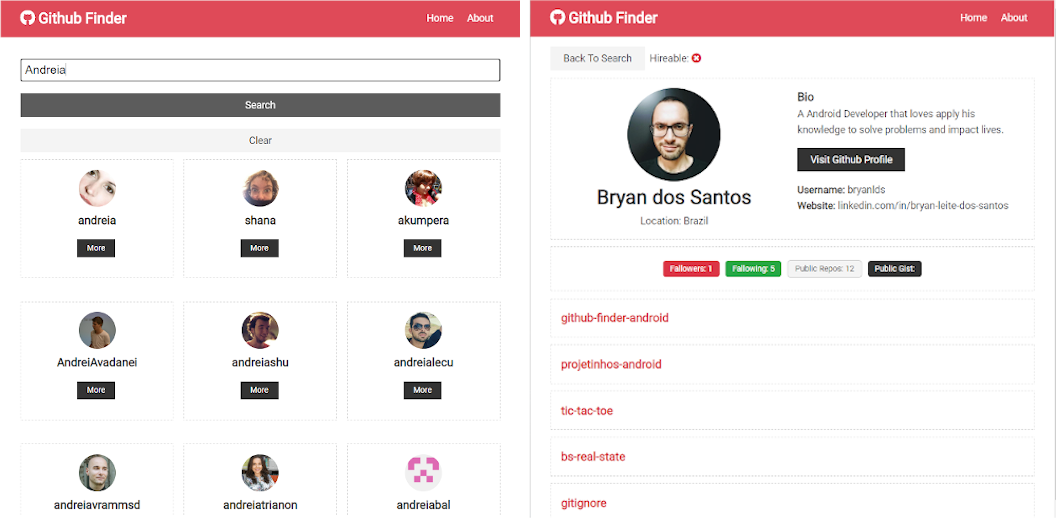 Github Finder
Home About
Andreia
Search
Clear
andreia shana akumpera
More More More
AndreiAvadanei andreiashu andreialecu
More More More
andreiavrammsd andreiatrianon andreiabal
Github Finder
Home About
Back To Search Hireable:
Bryan dos Santos
Location: Brazil
Bio
A Android Developer that loves apply his
knowledge to solve problems and impact lives.
Visit Github Profile
Username: bryanlds
Website: linkedin.com/in/bryan-leite-dos-santos
Followers: 1 Following: 5 Public Repos: 12 Public Gist:
github-finder-android
projetinhos-android
tic-tac-toe
bs-real-state
gitignore